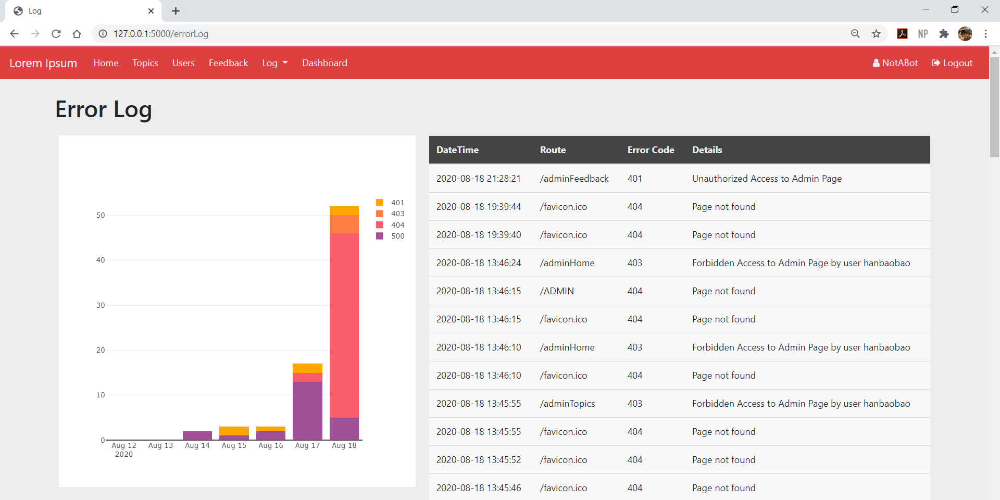 Log
127.0.0.1:5000/errorLog
NP
Lorem Ipsum Home Topics Users Feedback Log Dashboard NotABot Logout
Error Log
401
403
404
500
50
40
30
20
10
0
Aug 12 Aug 13 Aug 14 Aug 15 Aug 16 Aug 17 Aug 18
2020
DateTime Route Error Code Details
2020-08-18 21:28:21 /adminFeedback 401 Unauthorized Access to Admin Page
2020-08-18 19:39:44 /favicon.ico 404 Page not found
2020-08-18 19:39:40 /favicon.ico 404 Page not found
2020-08-18 13:46:24 /adminHome 403 Forbidden Access to Admin Page by user hanbaobao
2020-08-18 13:46:15 /ADMIN 404 Page not found
2020-08-18 13:46:15 /favicon.ico 404 Page not found
2020-08-18 13:46:10 /adminHome 403 Forbidden Access to Admin Page by user hanbaobao
2020-08-18 13:46:10 /favicon.ico 404 Page not found
2020-08-18 13:45:55 /adminTopics 403 Forbidden Access to Admin Page by user hanbaobao
2020-08-18 13:45:55 /favicon.ico 404 Page not found
2020-08-18 13:45:52 /favicon.ico 404 Page not found
2020-08-18 13:45:46 /favicon.ico 404 Page not found